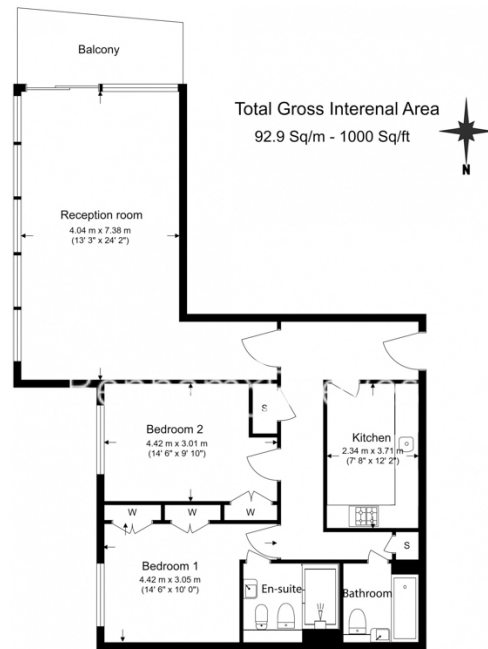 Balcony
Total Gross Interenal Area
92.9 Sq/m - 1000 Sq/ft
N
Reception room
4.04 m x 7.38 m
(13' 3" x 24' 2")
Bedroom 2
4.42 m x 3.01 m
(14' 6" x 9' 10")
S
Kitchen
2.34 m x 3.71 m
(7' 8" x 12' 2")
W
W
W
Bedroom 1
4.42 m x 3.05 m
(14' 6" x 10' 0")
En-suite
Bathroom
S